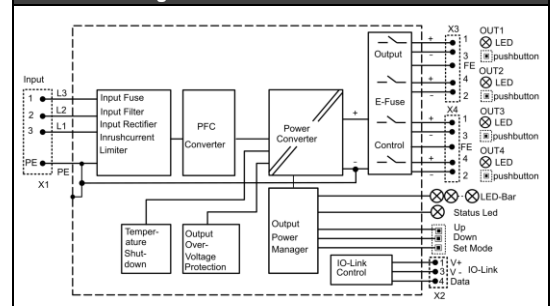 Input
1 L3
2 L2
3 L1
PE
PE
X1
Input Fuse
Input Filter
Input Rectifier
Inrushcurrent
Limiter
PFC
Converter
Power
Converter
+
-
Output
E-Fuse
Control
Temper-
ature
Shut-
down
Output
Over-
Voltage
Protection
Output
Power
Manager
IO-Link
Control
X3
+ 1
- 3
FE
+ 4
- 2
X4
+ 1
- 3
FE
+ 4
- 2
OUT1
LED
pushbutton
OUT2
LED
pushbutton
OUT3
LED
pushbutton
OUT4
LED
pushbutton
LED-Bar
Status Led
Up
Down
Set Mode
1 V+
3 V - IO-Link
4 Data
X2